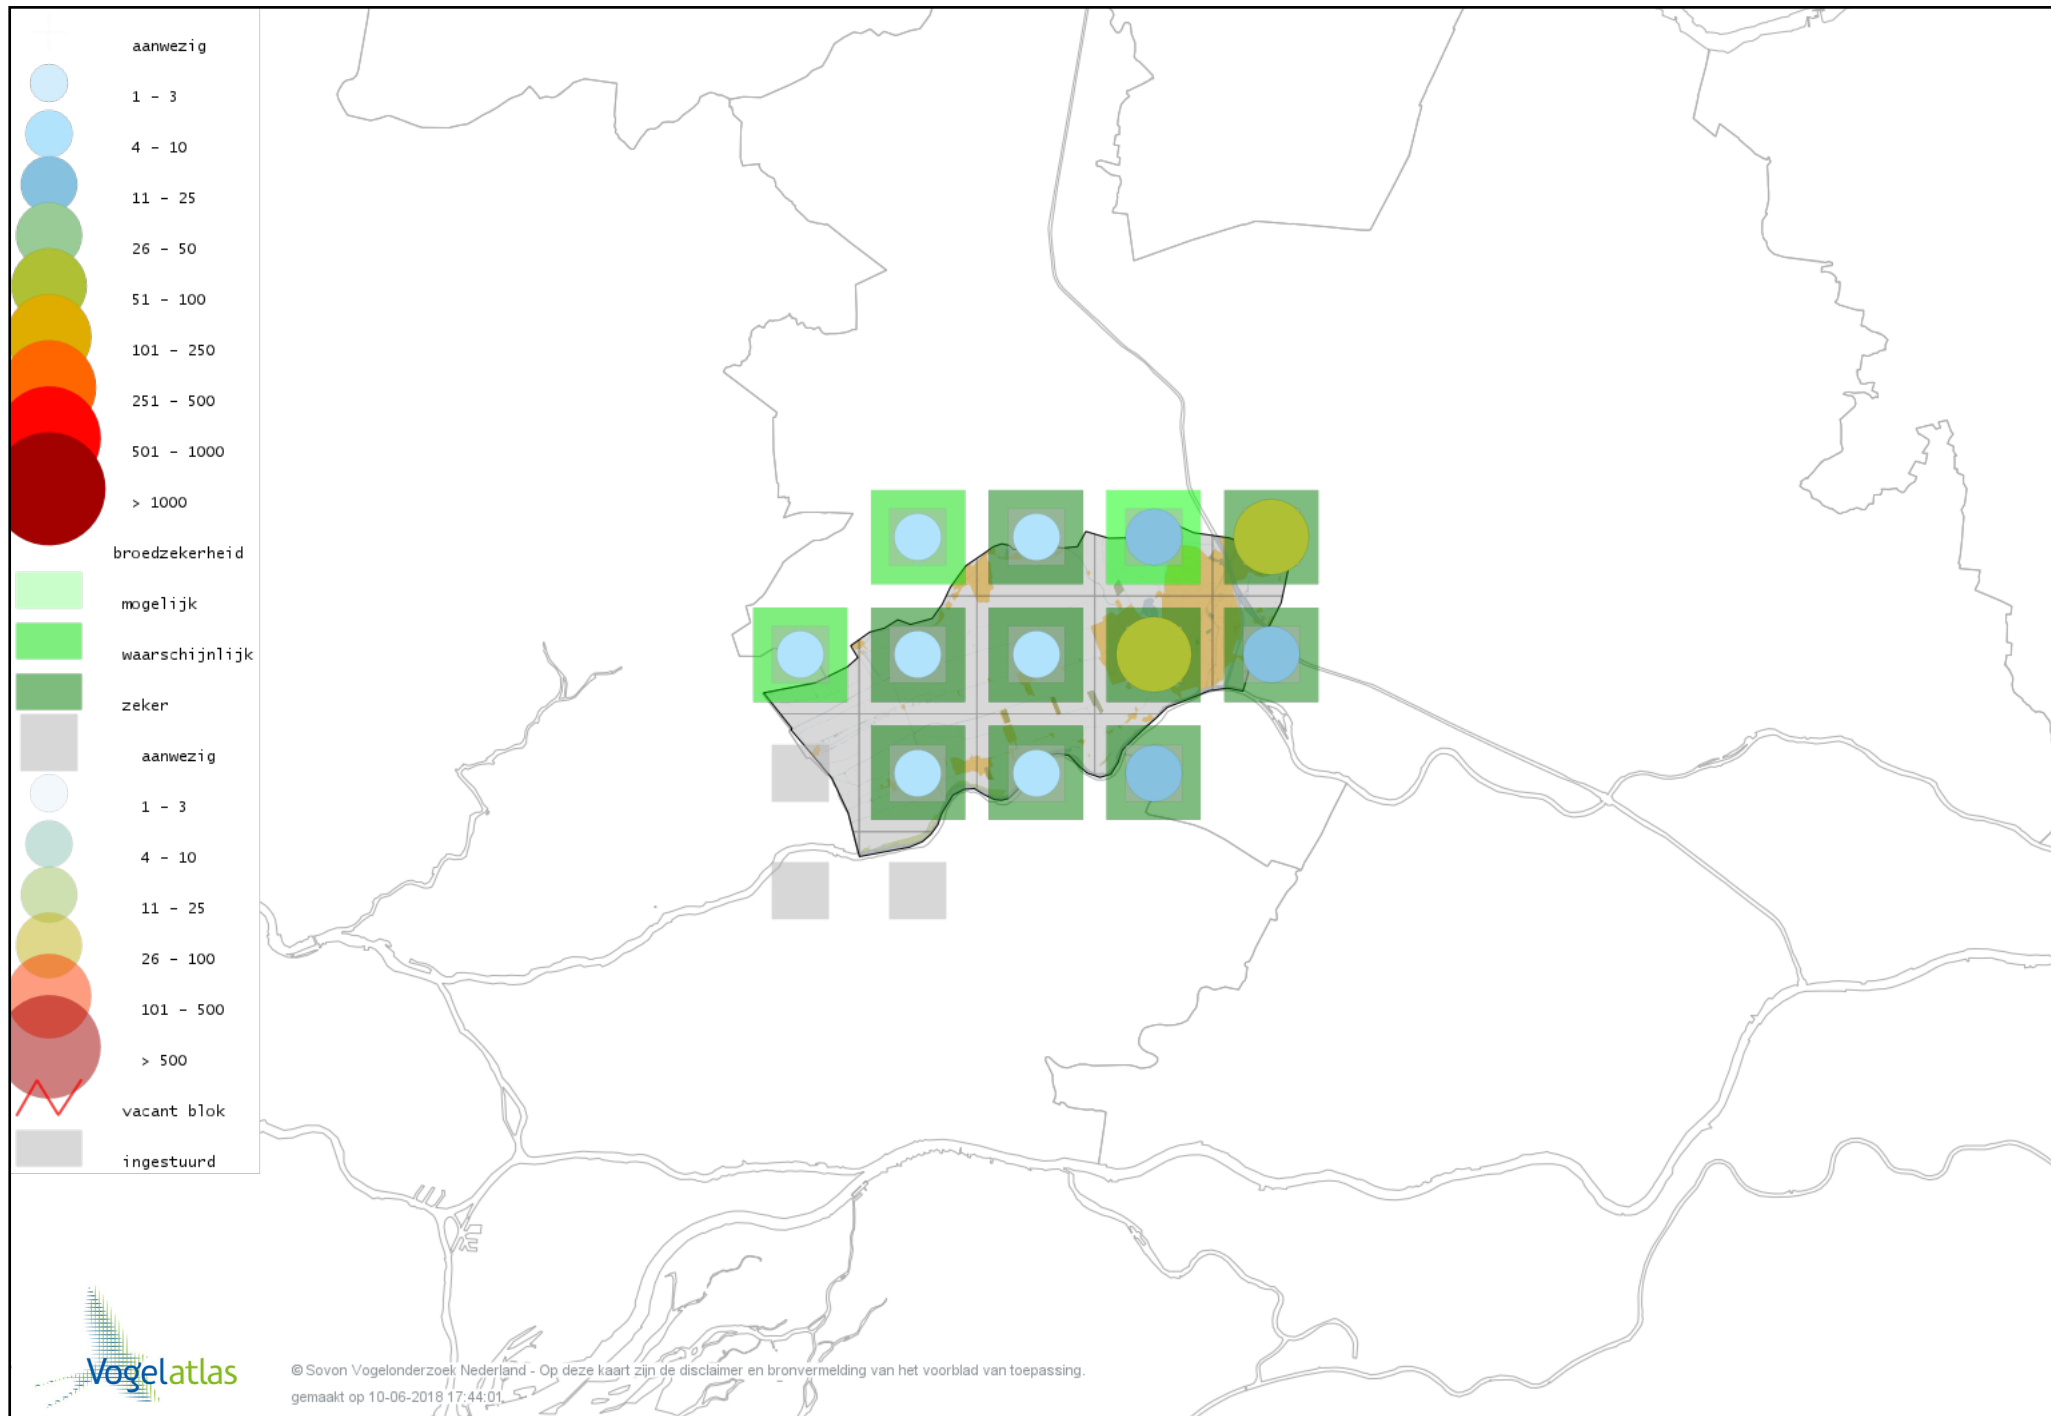 aanwezig
1 - 3
4 - 10
11 - 25
26 - 50
51 - 100
101 - 250
251 - 500
501 - 1000
> 1000
broedzekerheid
mogelijk
waarschijnlijk
zeker
aanwezig
1 - 3
4 - 10
11 - 25
26 - 100
101 - 500
> 500
vacant blok
ingestuurd
Vogelatlas
© Sovon Vogelonderzoek Nederland - Op deze kaart zijn de disclaimer en bronvermelding van het voorblad van toepassing.
gemaakt op 10-06-2018 17:44:01